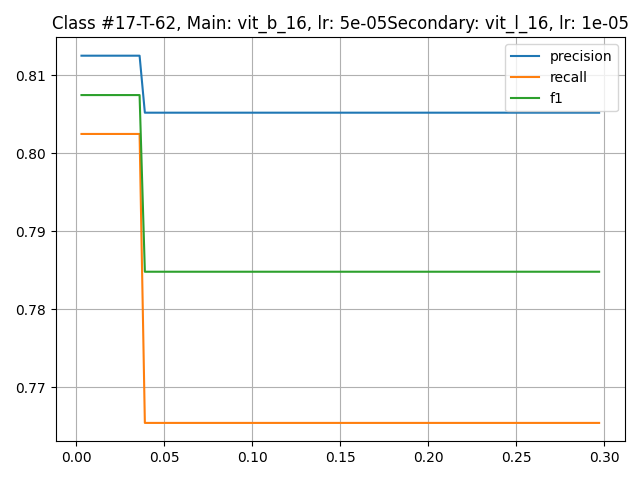 Class #17-T-62, Main: vit_b_16, lr: 5e-05Secondary: vit_l_16, lr: 1e-05
precision
recall
f1
0.81
0.80
0.79
0.78
0.77
0.00 0.05 0.10 0.15 0.20 0.25 0.30